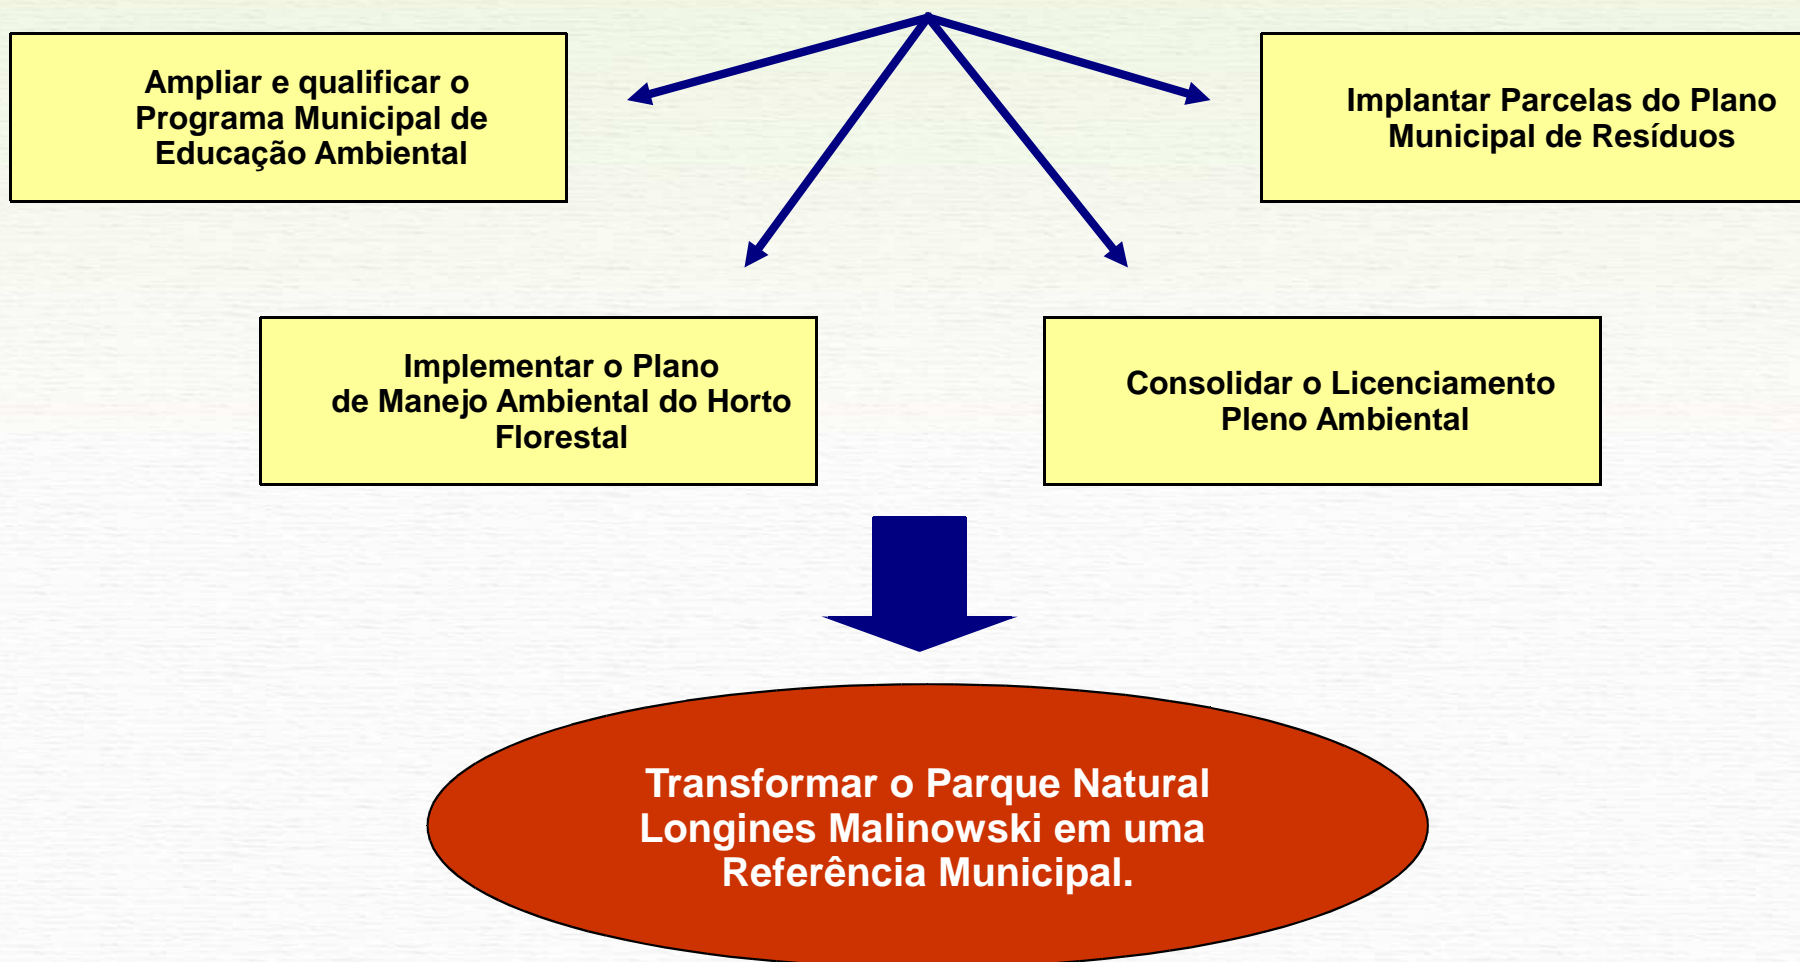 Ampliar e qualificar o
Programa Municipal de
Educação Ambiental
Implantar Parcelas do Plano
Municipal de Resíduos
Implementar o Plano
de Manejo Ambiental do Horto
Florestal
Consolidar o Licenciamento
Pleno Ambiental
Transformar o Parque Natural
Longines Malinowski em uma
Referência Municipal.